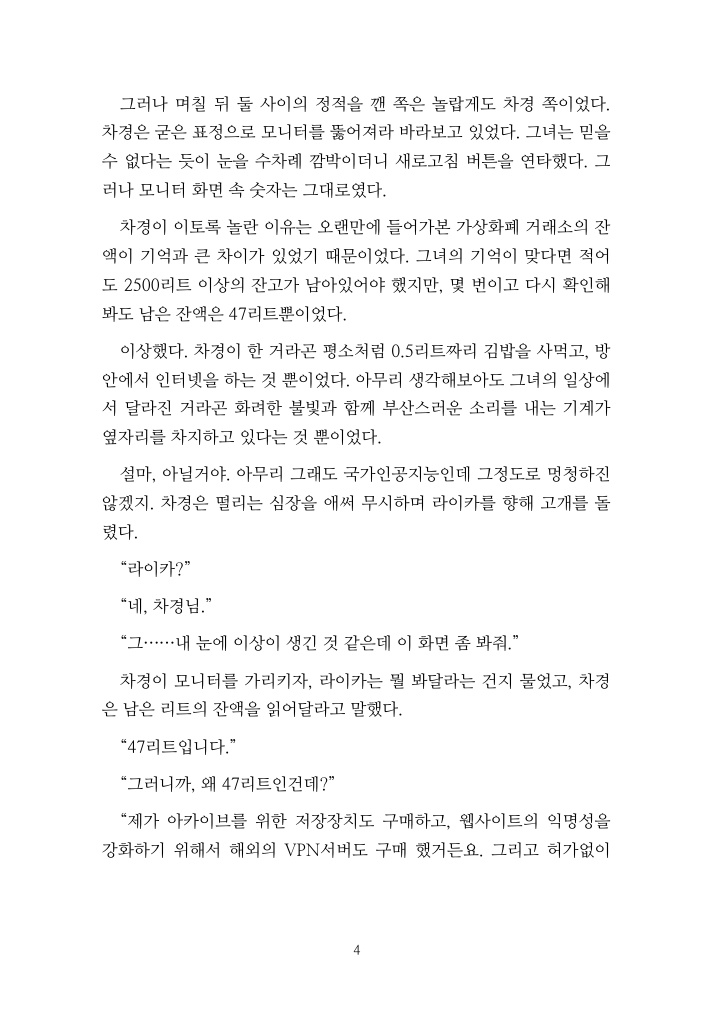 그러나 며칠 뒤 둘 사이의 정적을 깬 쪽은 놀랍게도 차경 쪽이었다.
차경은 굳은 표정으로 모니터를 뚫어져라 바라보고 있었다. 그녀는 믿을
수 없다는 듯이 눈을 수차례 깜박이더니 새로고침 버튼을 연타했다. 그
러나 모니터 화면 속 숫자는 그대로였다.
차경이 이토록 놀란 이유는 오랜만에 들어가본 가상화폐 거래소의 잔
액이 기억과 큰 차이가 있었기 때문이었다. 그녀의 기억이 맞다면 적어
도 2500리트 이상의 잔고가 남아있어야 했지만, 몇 번이고 다시 확인해
봐도 남은 잔액은 47리트뿐이었다.
이상했다. 차경이 한 거라곤 평소처럼 0.5리트짜리 김밥을 사먹고, 방
안에서 인터넷을 하는 것 뿐이었다. 아무리 생각해보아도 그녀의 일상에
서 달라진 거라곤 화려한 불빛과 함께 부산스러운 소리를 내는 기계가
옆자리를 차지하고 있다는 것 뿐이었다.
설마, 아닐거야. 아무리 그래도 국가인공지능인데 그정도로 멍청하진
않겠지. 차경은 떨리는 심장을 애써 무시하며 라이카를 향해 고개를 돌
렸다.
“라이카?”
“네, 차경님.”
“그……내 눈에 이상이 생긴 것 같은데 이 화면 좀 봐줘.”
차경이 모니터를 가리키자, 라이카는 뭘 봐달라는 건지 물었고, 차경
은 남은 리트의 잔액을 읽어달라고 말했다.
“47리트입니다.”
“그러니까, 왜 47리트인건데?”
“제가 아카이브를 위한 저장장치도 구매하고, 웹사이트의 익명성을
강화하기 위해서 해외의 VPN서버도 구매 했거든요. 그리고 허가없이
4